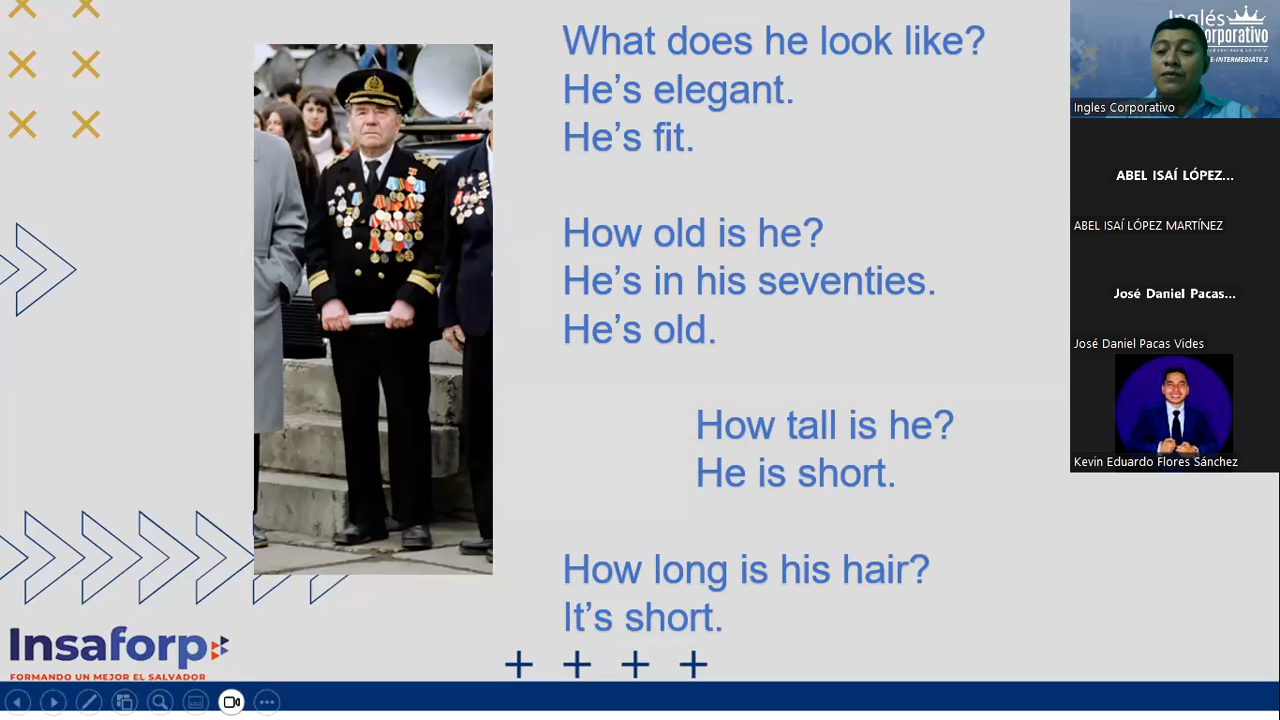 What does he look like?
He's elegant.
He's fit.
How old is he?
He's in his seventies.
He's old.
How tall is he?
He is short.
How long is his hair?
It's short.
Insaforp
FORMANDO UN MEJOR EL SALVADOR
Inglés
E-INTERMEDIATE 2
Ingles Corporativo
ABEL ISAÍ LÓPEZ...
ABEL ISAÍ LÓPEZ MARTÍNEZ
José Daniel Pacas...
José Daniel Pacas Vides
Kevin Eduardo Flores Sánchez